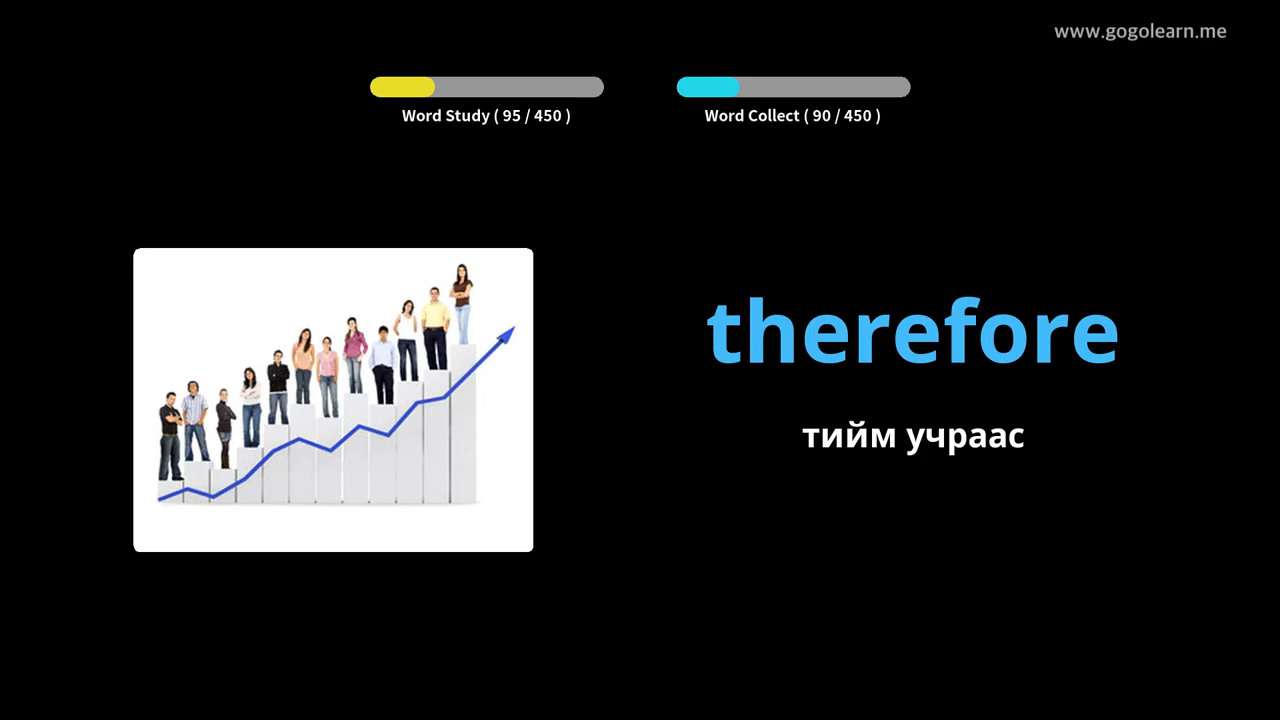 www.gogolearn.me
Word Study ( 95 / 450 )
Word Collect ( 90 / 450 )
therefore
тийм учраас